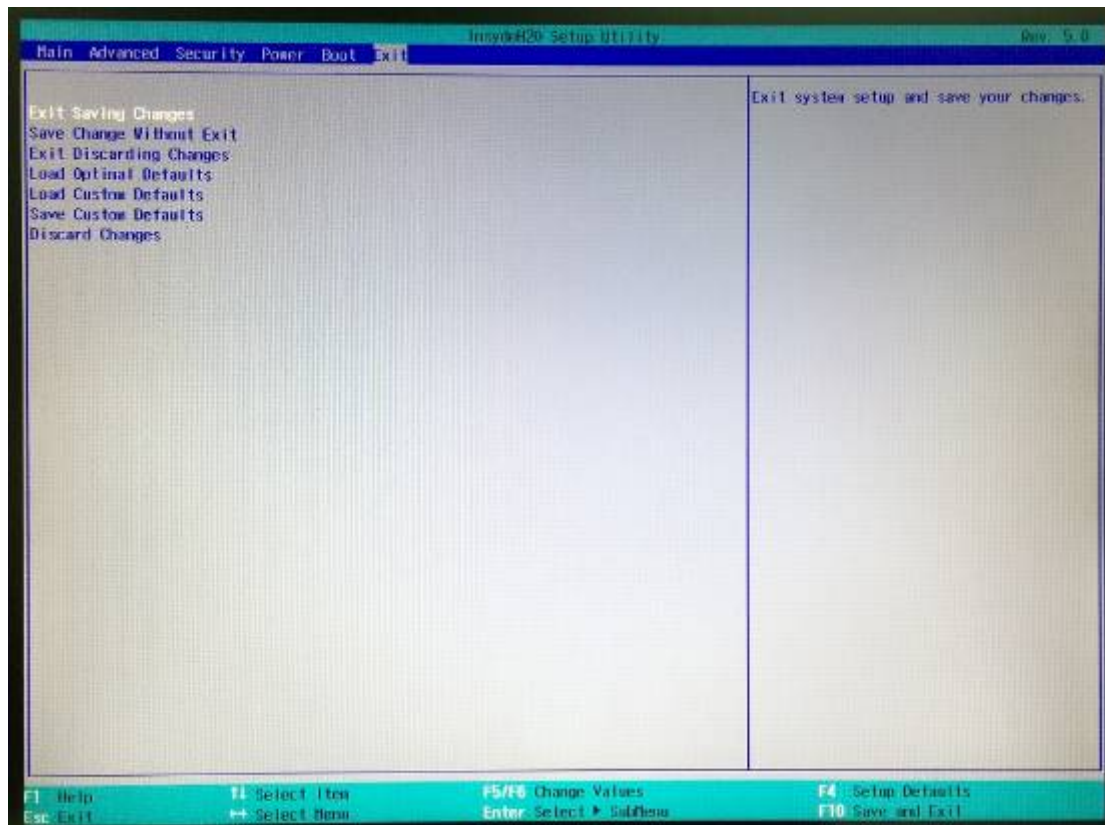 InsydeH20 Setup Utility Rev. 5.0
Main Advanced Security Power Boot Exit
Exit Saving Changes
Save Change Without Exit
Exit Discarding Changes
Load Optimal Defaults
Load Custom Defaults
Save Custom Defaults
Discard Changes
Exit system setup and save your changes.
F1 Help ↑↓ Select Item F5/F6 Change Values F4 Setup Defaults
Esc Exit ↔ Select Menu Enter Select ▶ SubMenu F10 Save and Exit